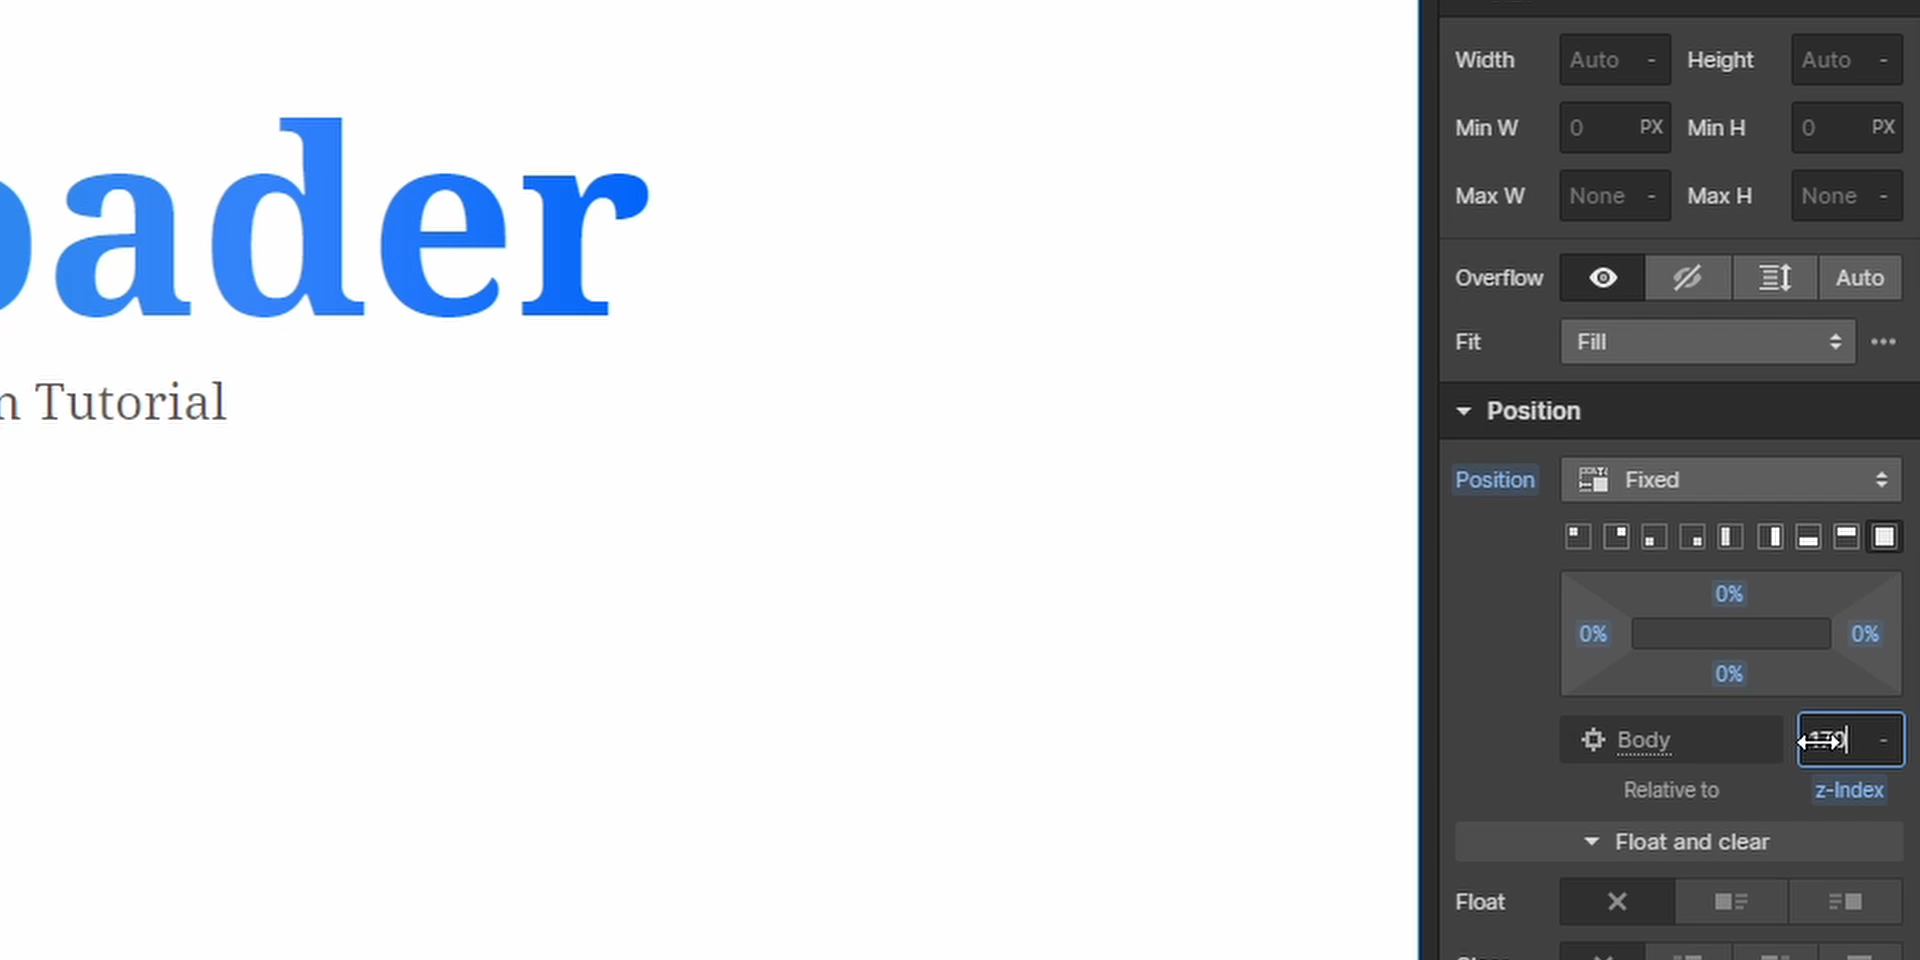 oader
n Tutorial
Width Auto - Height Auto -
Min W 0 PX Min H 0 PX
Max W None - Max H None -
Overflow Auto
Fit Fill
Position
Position Fixed
0%
0% 0%
0%
Body -
Relative to z-Index
Float and clear
Float